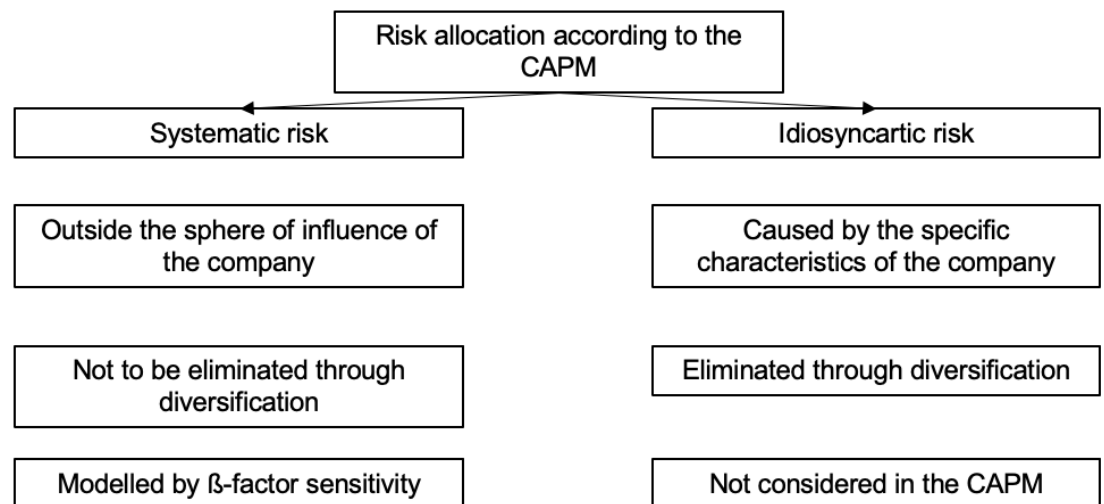 Risk allocation according to the
CAPM
Systematic risk
Idiosyncartic risk
Outside the sphere of influence of
the company
Caused by the specific
characteristics of the company
Not to be eliminated through
diversification
Eliminated through diversification
Modelled by ß-factor sensitivity
Not considered in the CAPM